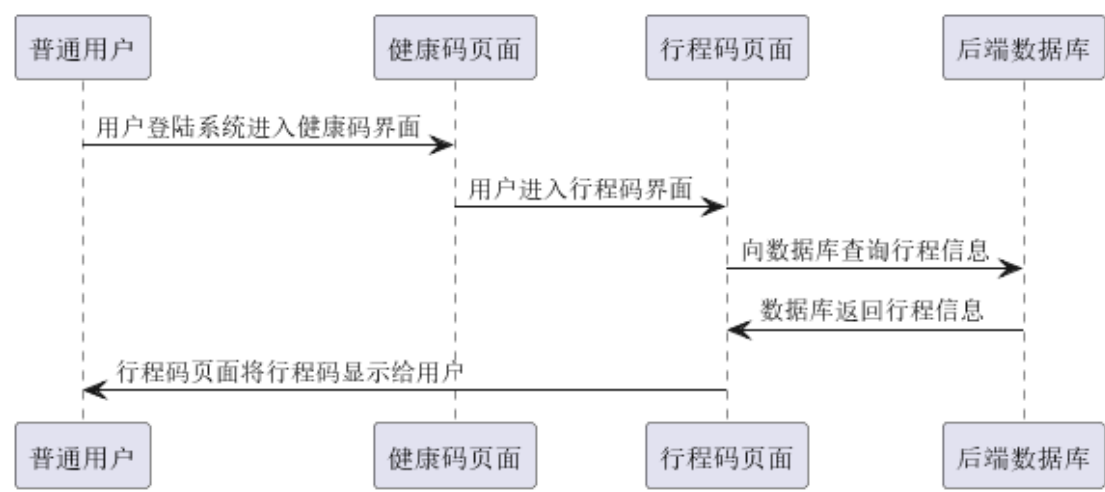 普通用户 健康码页面 行程码页面 后端数据库
用户登陆系统进入健康码界面
用户进入行程码界面
向数据库查询行程信息
数据库返回行程信息
行程码页面将行程码显示给用户
普通用户 健康码页面 行程码页面 后端数据库